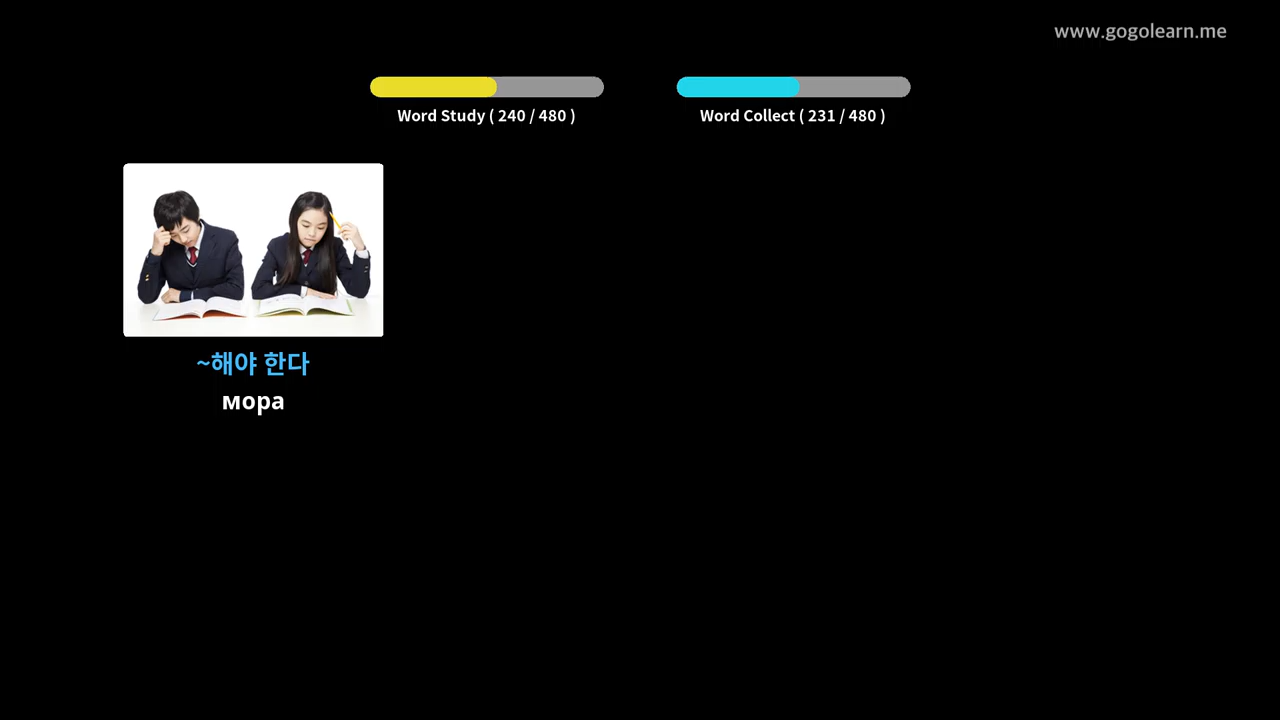 www.gogolearn.me
Word Study ( 240 / 480 )
Word Collect ( 231 / 480 )
~해야 한다
мора